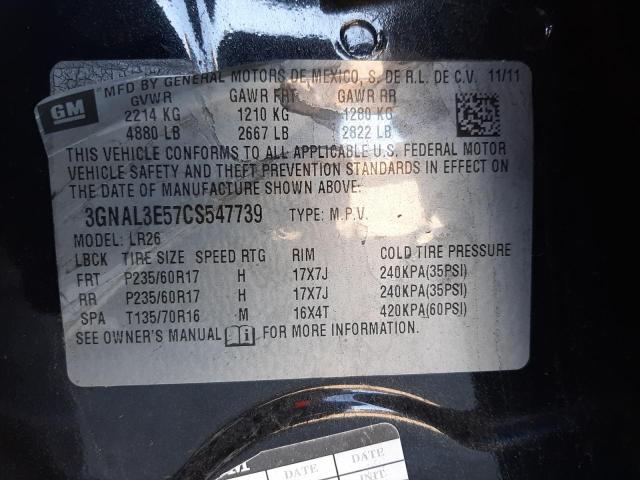 GM
MFD BY GENERAL MOTORS DE MEXICO, S. DE R.L. DE C.V. 11/11
GVWR GAWR FRT GAWR RR
2214 KG 1210 KG 1280 KG
4880 LB 2667 LB 2822 LB
THIS VEHICLE CONFORMS TO ALL APPLICABLE U.S. FEDERAL MOTOR
VEHICLE SAFETY AND THEFT PREVENTION STANDARDS IN EFFECT ON
THE DATE OF MANUFACTURE SHOWN ABOVE:
3GNAL3E57CS547739 TYPE: M.P.V.
MODEL: LR26
LBCK TIRE SIZE SPEED RTG RIM COLD TIRE PRESSURE
FRT P235/60R17 H 17X7J 240KPA(35PSI)
RR P235/60R17 H 17X7J 240KPA(35PSI)
SPA T135/70R16 M 16X4T 420KPA(60PSI)
SEE OWNER'S MANUAL FOR MORE INFORMATION
DATE DATE
INIT.